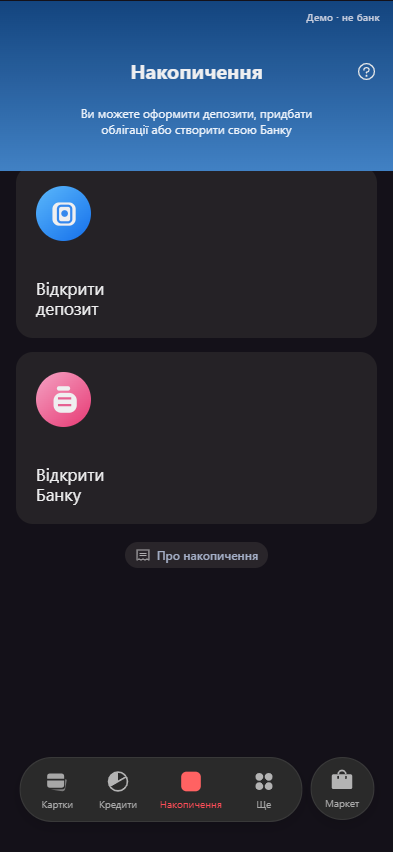 Демо · не банк
Накопичення
Ви можете оформити депозити, придбати
облігації або створити свою Банку
Відкрити
депозит
Відкрити
Банку
Про накопичення
Картки
Кредити
Накопичення
Ще
Маркет